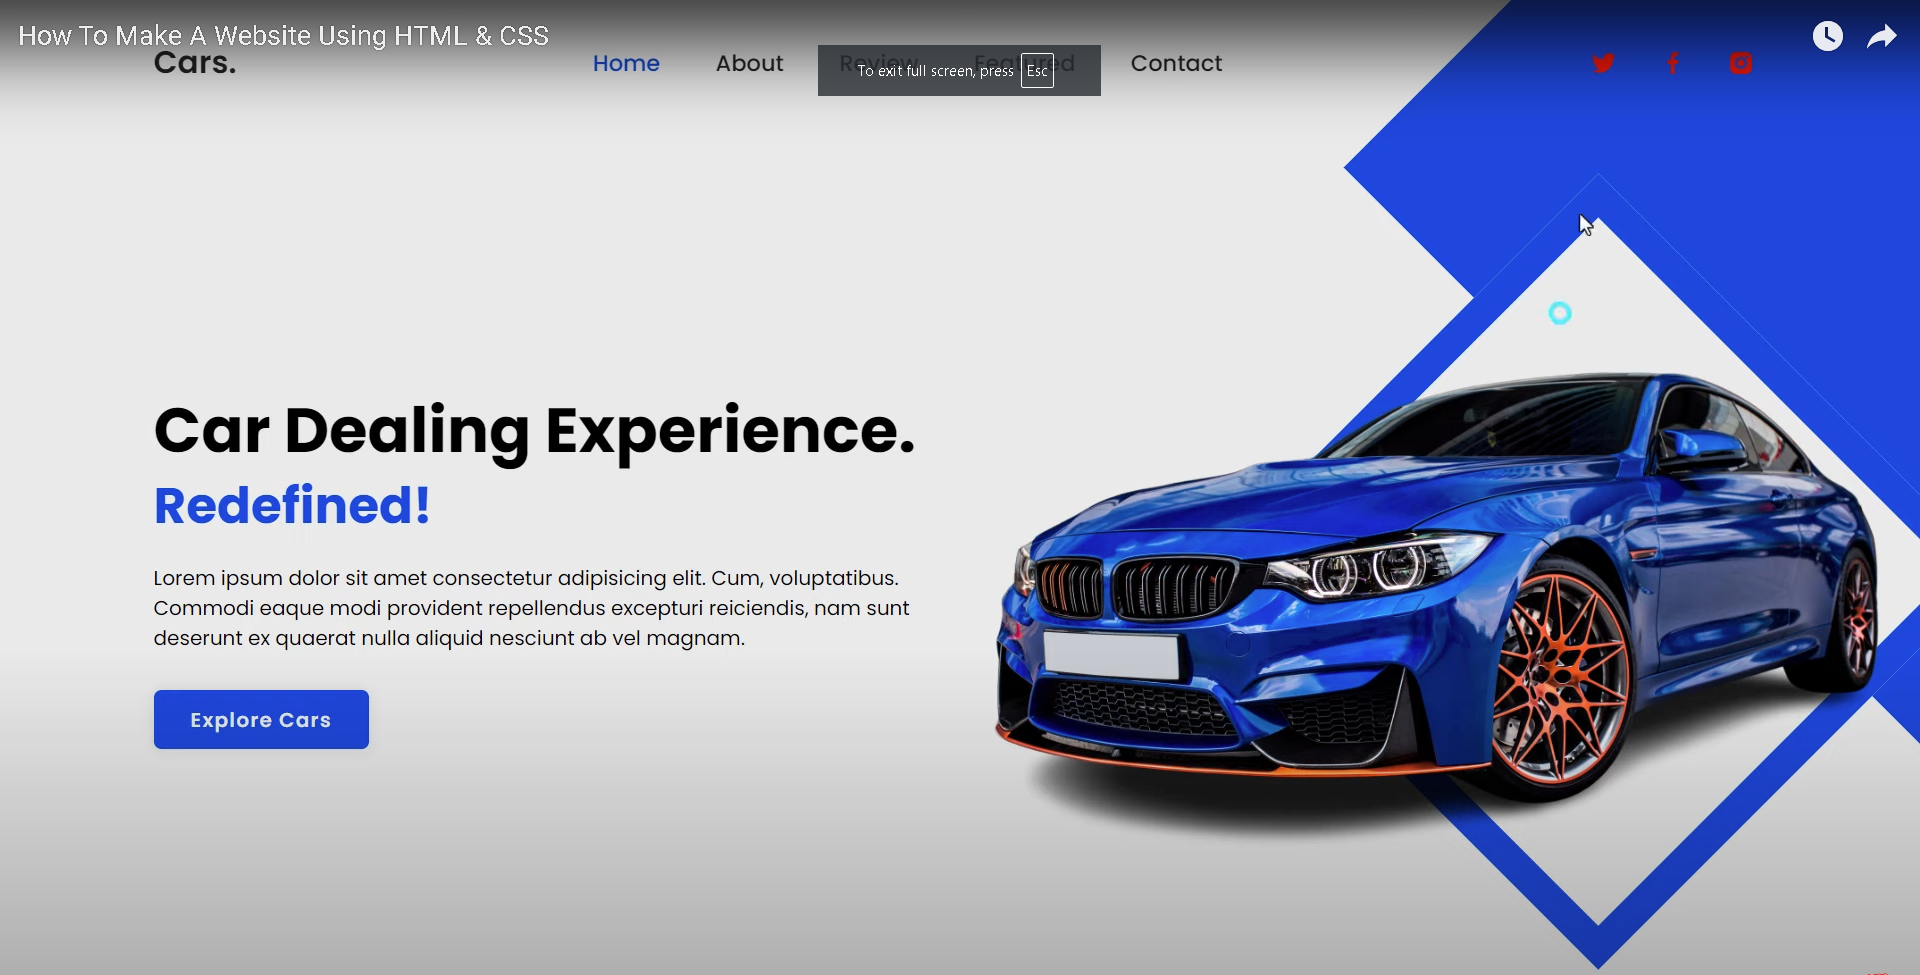 How To Make A Website Using HTML & CSS
Cars.
Home About Review Featured Contact
To exit full screen, press Esc
Car Dealing Experience.
Redefined!
Lorem ipsum dolor sit amet consectetur adipisicing elit. Cum, voluptatibus.
Commodi eaque modi provident repellendus excepturi reiciendis, nam sunt
deserunt ex quaerat nulla aliquid nesciunt ab vel magnam.
Explore Cars